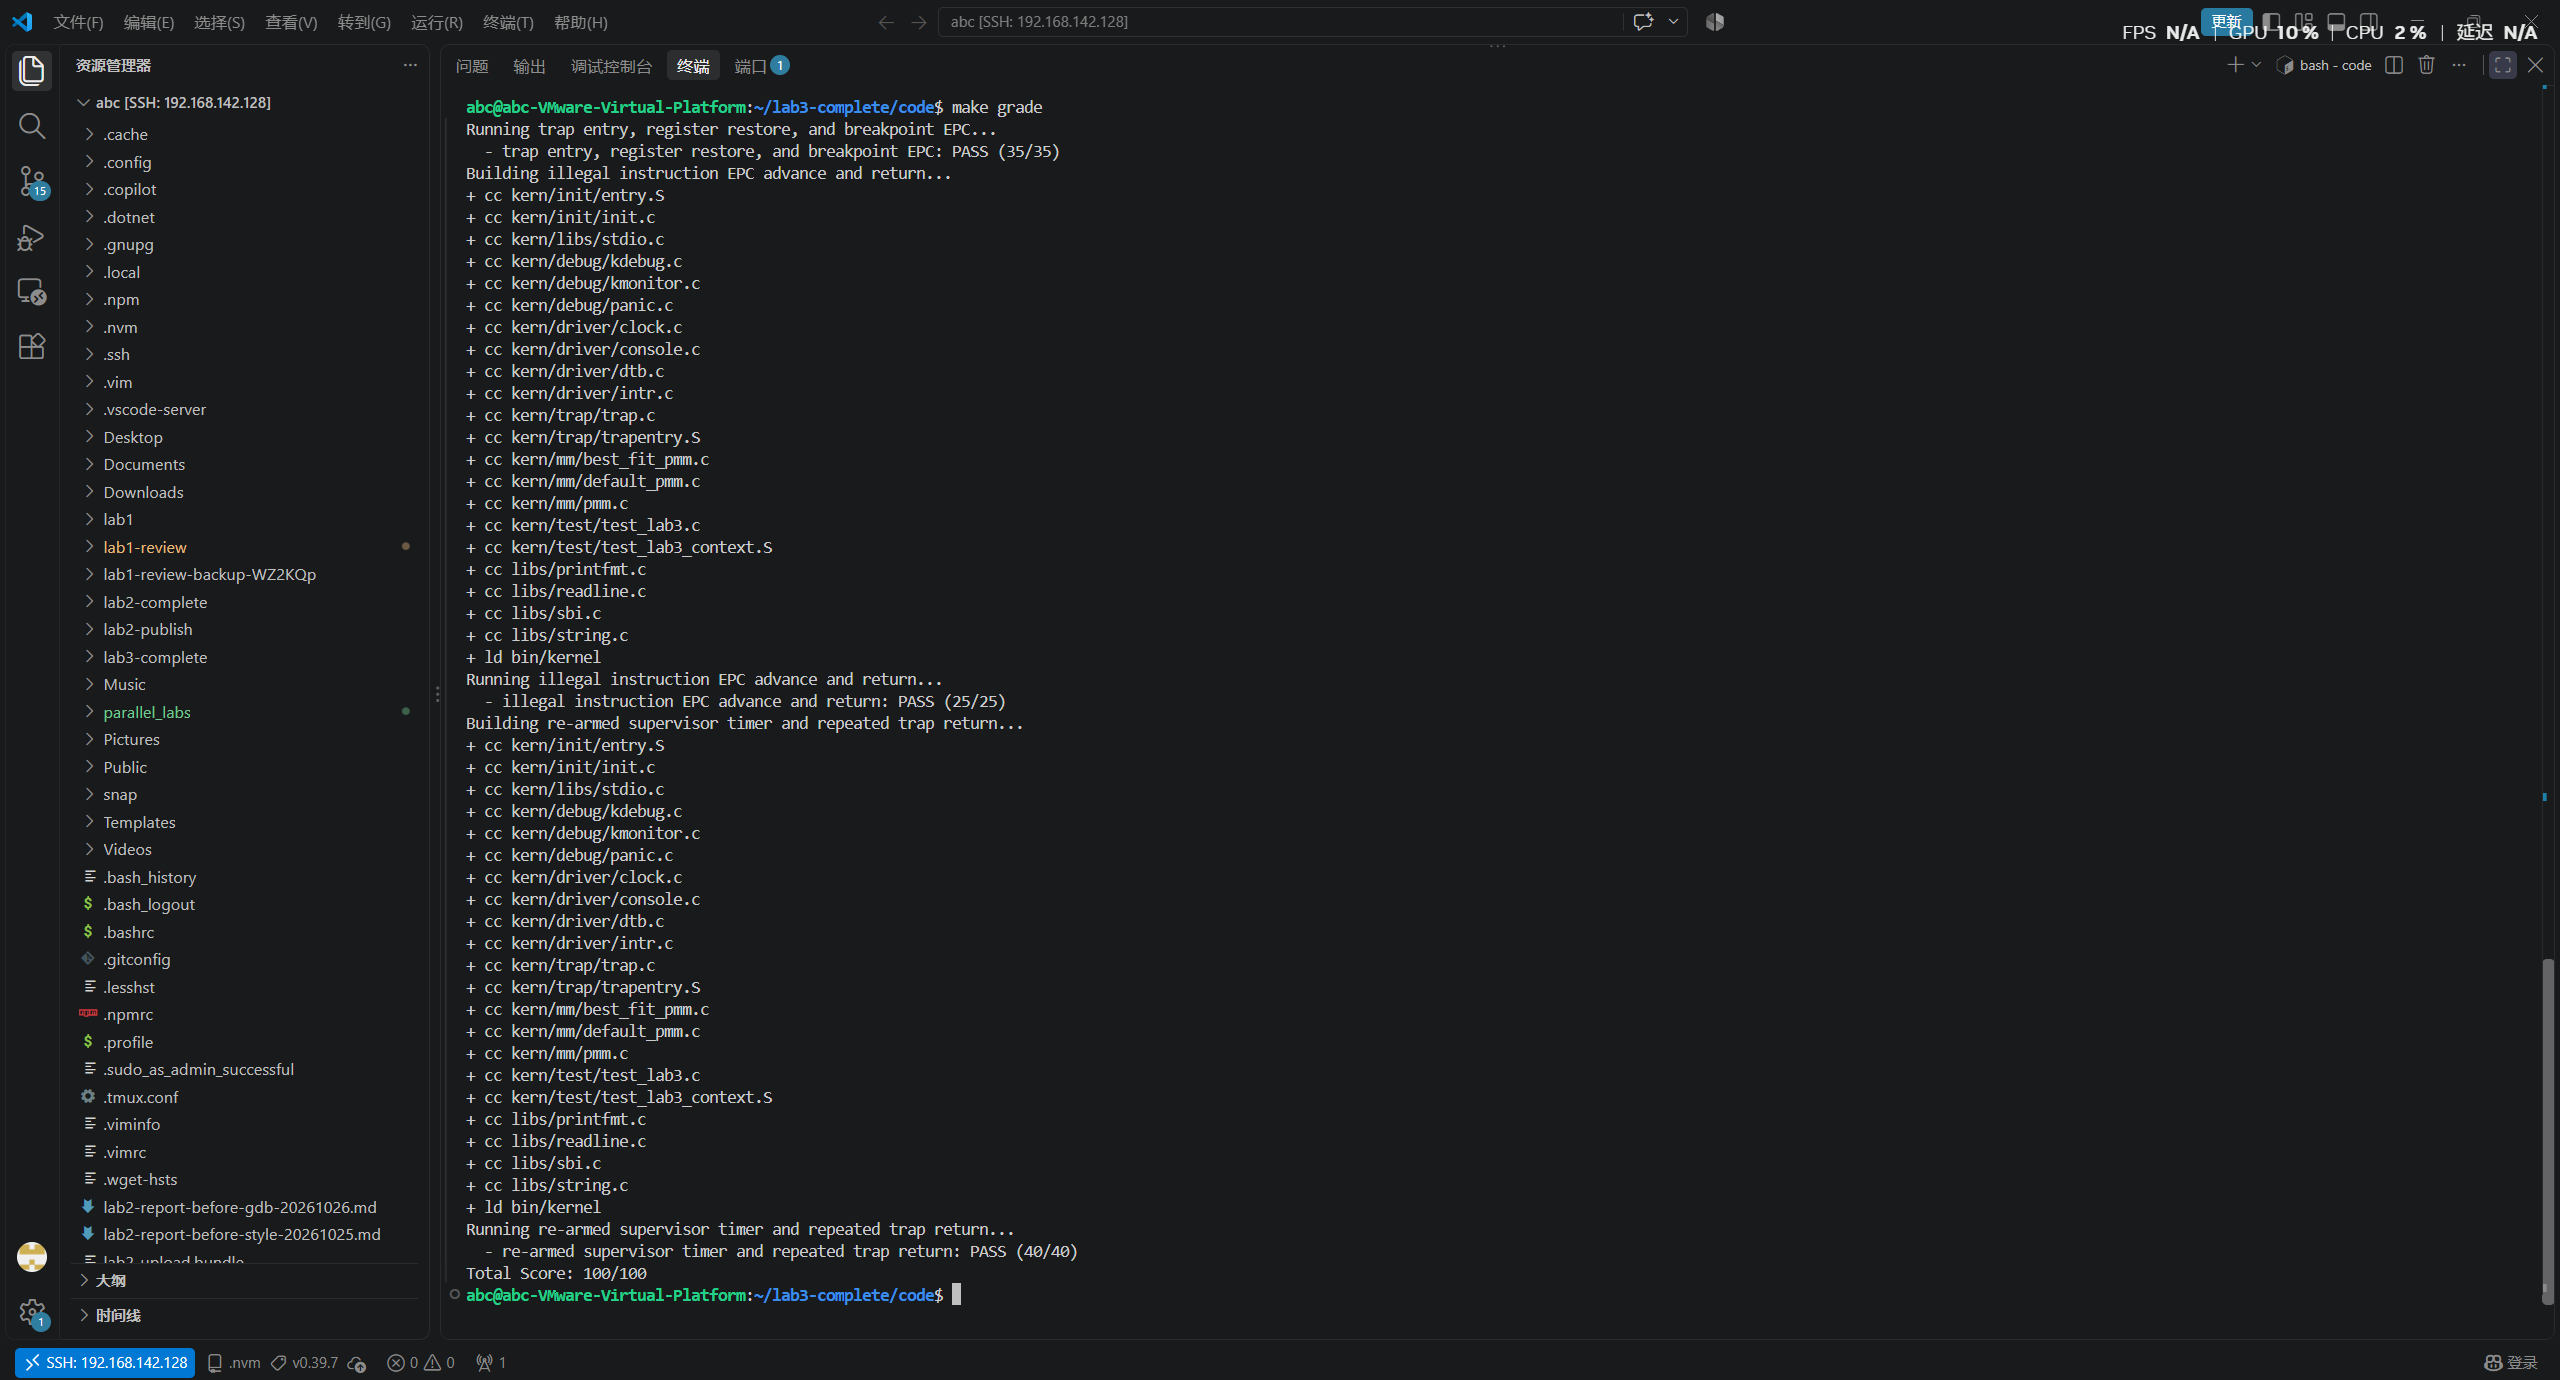 文件(F) 编辑(E) 选择(S) 查看(V) 转到(G) 运行(R) 终端(T) 帮助(H)
abc [SSH: 192.168.142.128]
更新
FPS N/A | GPU 10 % | CPU 2 % | 延迟 N/A
资源管理器
abc [SSH: 192.168.142.128]
.cache
.config
.copilot
.dotnet
.gnupg
.local
.npm
.nvm
.ssh
.vim
.vscode-server
Desktop
Documents
Downloads
lab1
lab1-review
lab1-review-backup-WZ2KQp
lab2-complete
lab2-publish
lab3-complete
Music
parallel_labs
Pictures
Public
snap
Templates
Videos
.bash_history
.bash_logout
.bashrc
.gitconfig
.lesshst
.npmrc
.profile
.sudo_as_admin_successful
.tmux.conf
.viminfo
.vimrc
.wget-hsts
lab2-report-before-gdb-20261026.md
lab2-report-before-style-20261025.md
lab2-upload.bundle
大纲
时间线
15
1
问题 输出 调试控制台 终端 端口 1
bash - code
abc@abc-VMware-Virtual-Platform:~/lab3-complete/code$ make grade
Running trap entry, register restore, and breakpoint EPC...
- trap entry, register restore, and breakpoint EPC: PASS (35/35)
Building illegal instruction EPC advance and return...
+ cc kern/init/entry.S
+ cc kern/init/init.c
+ cc kern/libs/stdio.c
+ cc kern/debug/kdebug.c
+ cc kern/debug/kmonitor.c
+ cc kern/debug/panic.c
+ cc kern/driver/clock.c
+ cc kern/driver/console.c
+ cc kern/driver/dtb.c
+ cc kern/driver/intr.c
+ cc kern/trap/trap.c
+ cc kern/trap/trapentry.S
+ cc kern/mm/best_fit_pmm.c
+ cc kern/mm/default_pmm.c
+ cc kern/mm/pmm.c
+ cc kern/test/test_lab3.c
+ cc kern/test/test_lab3_context.S
+ cc libs/printfmt.c
+ cc libs/readline.c
+ cc libs/sbi.c
+ cc libs/string.c
+ ld bin/kernel
Running illegal instruction EPC advance and return...
- illegal instruction EPC advance and return: PASS (25/25)
Building re-armed supervisor timer and repeated trap return...
+ cc kern/init/entry.S
+ cc kern/init/init.c
+ cc kern/libs/stdio.c
+ cc kern/debug/kdebug.c
+ cc kern/debug/kmonitor.c
+ cc kern/debug/panic.c
+ cc kern/driver/clock.c
+ cc kern/driver/console.c
+ cc kern/driver/dtb.c
+ cc kern/driver/intr.c
+ cc kern/trap/trap.c
+ cc kern/trap/trapentry.S
+ cc kern/mm/best_fit_pmm.c
+ cc kern/mm/default_pmm.c
+ cc kern/mm/pmm.c
+ cc kern/test/test_lab3.c
+ cc kern/test/test_lab3_context.S
+ cc libs/printfmt.c
+ cc libs/readline.c
+ cc libs/sbi.c
+ cc libs/string.c
+ ld bin/kernel
Running re-armed supervisor timer and repeated trap return...
- re-armed supervisor timer and repeated trap return: PASS (40/40)
Total Score: 100/100
abc@abc-VMware-Virtual-Platform:~/lab3-complete/code$
SSH: 192.168.142.128 .nvm v0.39.7 0 0 1 登录